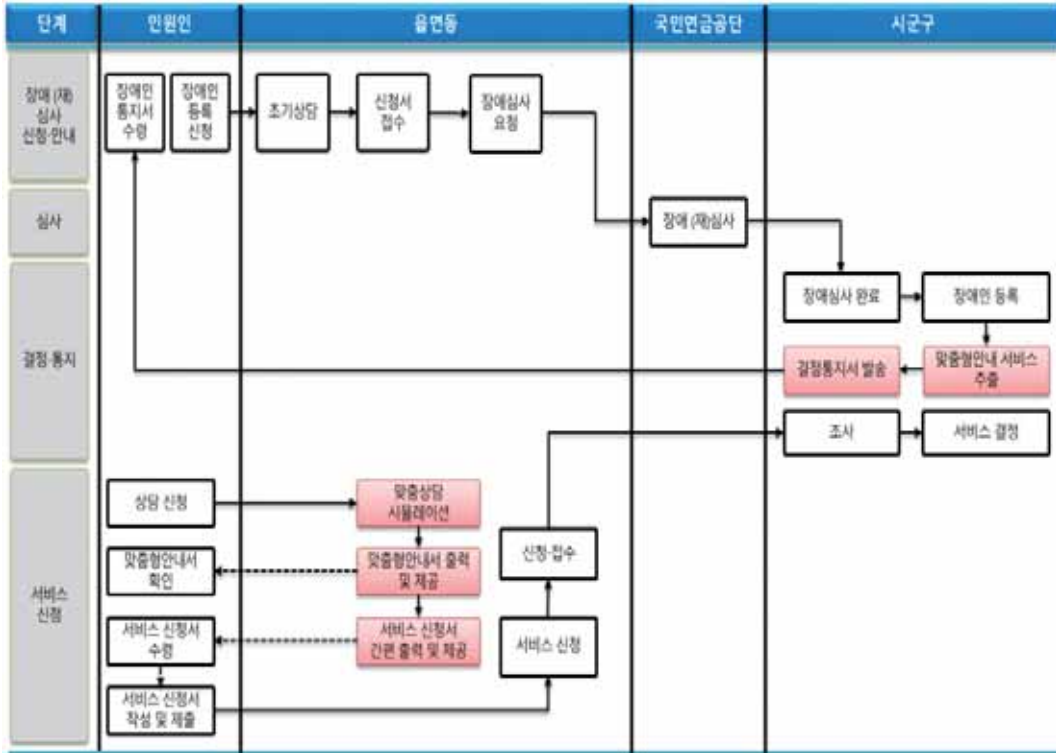 단계
인원인
읍면동
국민연금공단
시군구
장애 (재)
심사
신청·안내
장애인
통지서
수령
장애인
등록
신청
초기상담
신청서
접수
장애심사
요청
심사
장애 (재)심사
결정·통지
장애심사 완료
장애인 등록
결정통지서 발송
맞춤형안내 서비스
추출
조사
서비스 결정
서비스
신청
상담 신청
맞춤상담
시뮬레이션
맞춤형안내서
확인
맞춤형안내서 출력
및 제공
신청·접수
서비스 신청서
수령
서비스 신청서
간편 출력 및 제공
서비스 신청
서비스 신청서
작성 및 제출